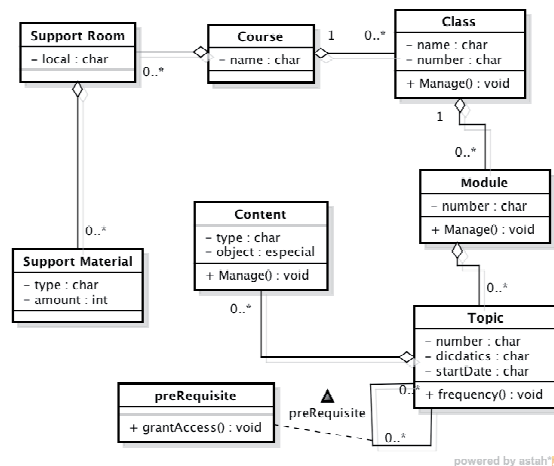 Support Room
- local : char
0..*
Course
- name : char
1
0..*
Class
- name : char
- number : char
+ Manage() : void
1
0..*
Module
- number : char
+ Manage() : void
0..*
Content
- type : char
- object : especial
+ Manage() : void
0..*
0..*
Support Material
- type : char
- amount : int
Topic
- number : char
- dicdatics : char
- startDate : char
+ frequency() : void
0..*
0..*
preRequisite
preRequisite
+ grantAccess() : void
powered by astah*